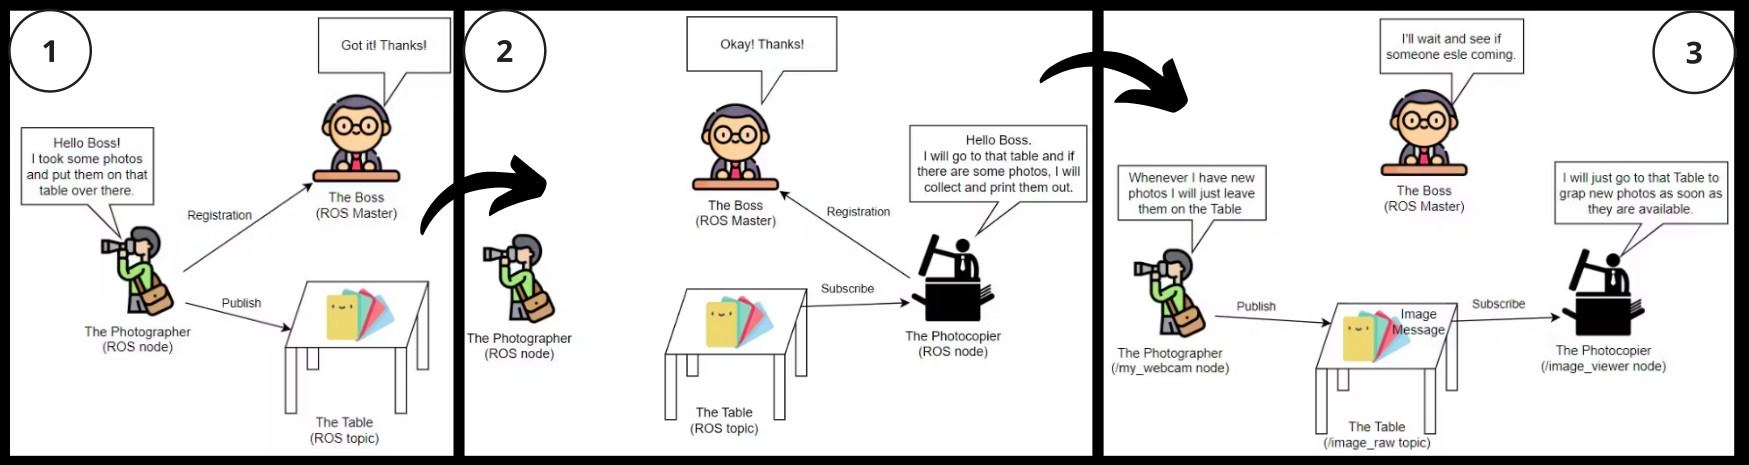 1
Got it! Thanks!
Hello Boss!
I took some photos
and put them on that
table over there.
The Boss
(ROS Master)
Registration
Publish
The Photographer
(ROS node)
The Table
(ROS topic)
2
Okay! Thanks!
Hello Boss.
I will go to that table and if
there are some photos, I will
collect and print them out.
The Boss
(ROS Master)
Registration
Subscribe
The Photographer
(ROS node)
The Photocopier
(ROS node)
The Table
(ROS topic)
3
I'll wait and see if
someone esle coming.
The Boss
(ROS Master)
Whenever I have new
photos I will just leave
them on the Table
I will just go to that Table to
grap new photos as soon as
they are available.
Publish
Image
Message
Subscribe
The Photographer
(/my_webcam node)
The Photocopier
(/image_viewer node)
The Table
(/image_raw topic)